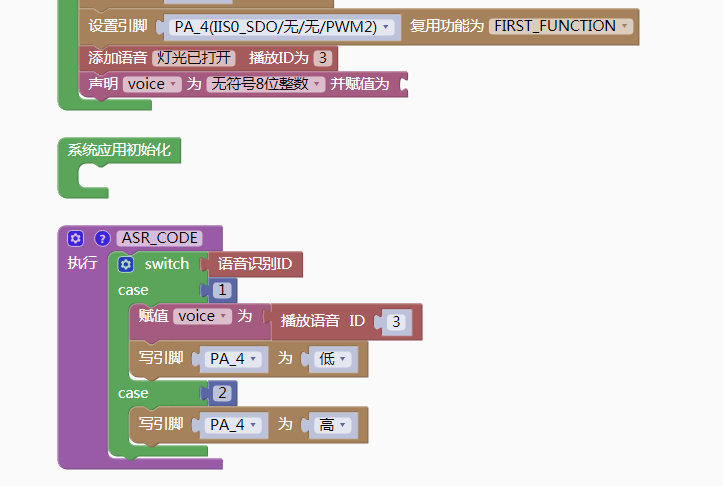 设置引脚 PA_4(IIS0_SDO/无/无/PWM2) 复用功能为 FIRST_FUNCTION
添加语音 灯光已打开 播放ID为 3
声明 voice 为 无符号8位整数 并赋值为
系统应用初始化
? ASR_CODE
执行 switch 语音识别ID
case 1
赋值 voice 为 播放语音 ID 3
写引脚 PA_4 为 低
case 2
写引脚 PA_4 为 高